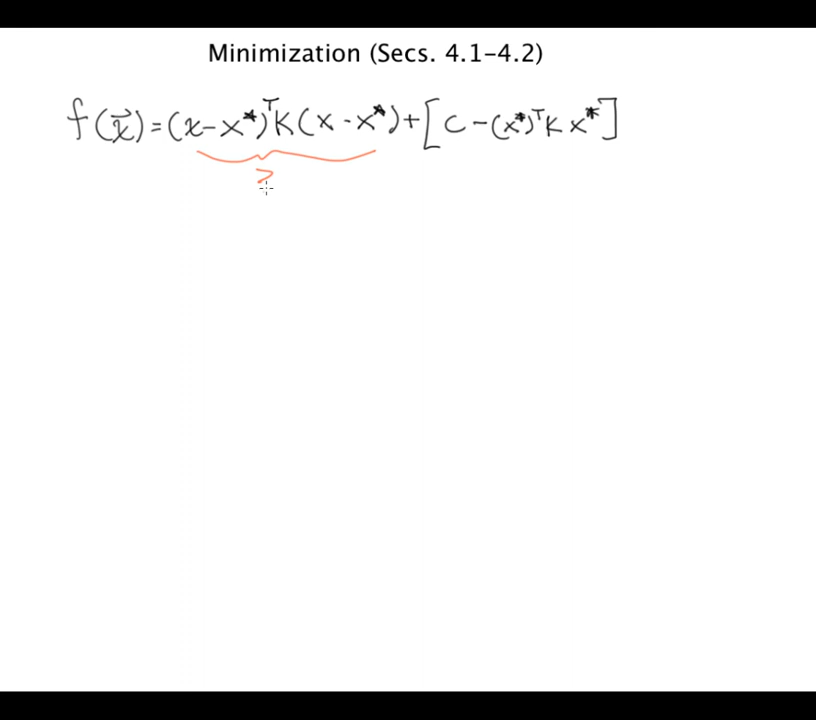 Minimization (Secs. 4.1–4.2)
f(x⃗)=(x-x*)ᵀK(x-x*)+[c-(x*)ᵀKx*]
>